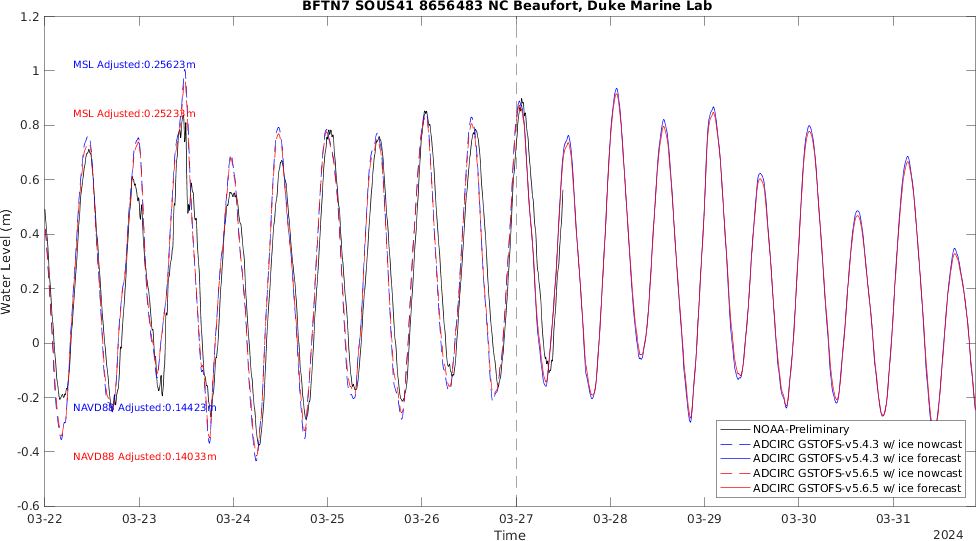 BFTN7 SOUS41 8656483 NC Beaufort, Duke Marine Lab
1.2
1
0.8
0.6
0.4
0.2
0
-0.2
-0.4
-0.6
Water Level (m)
MSL Adjusted:0.25623m
MSL Adjusted:0.25233m
NAVD88 Adjusted:0.14423m
NAVD88 Adjusted:0.14033m
NOAA-Preliminary
ADCIRC GSTOFS-v5.4.3 w/ ice nowcast
ADCIRC GSTOFS-v5.4.3 w/ ice forecast
ADCIRC GSTOFS-v5.6.5 w/ ice nowcast
ADCIRC GSTOFS-v5.6.5 w/ ice forecast
03-22 03-23 03-24 03-25 03-26 03-27 03-28 03-29 03-30 03-31
Time
2024